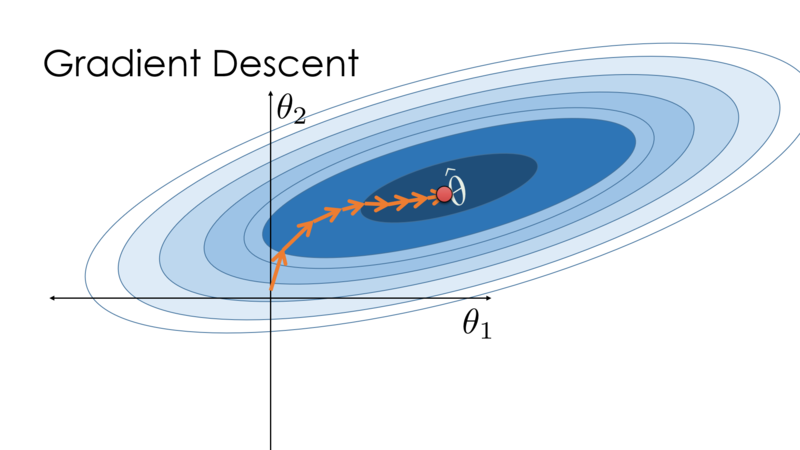 Gradient Descent
θ₂
θ̂
θ₁